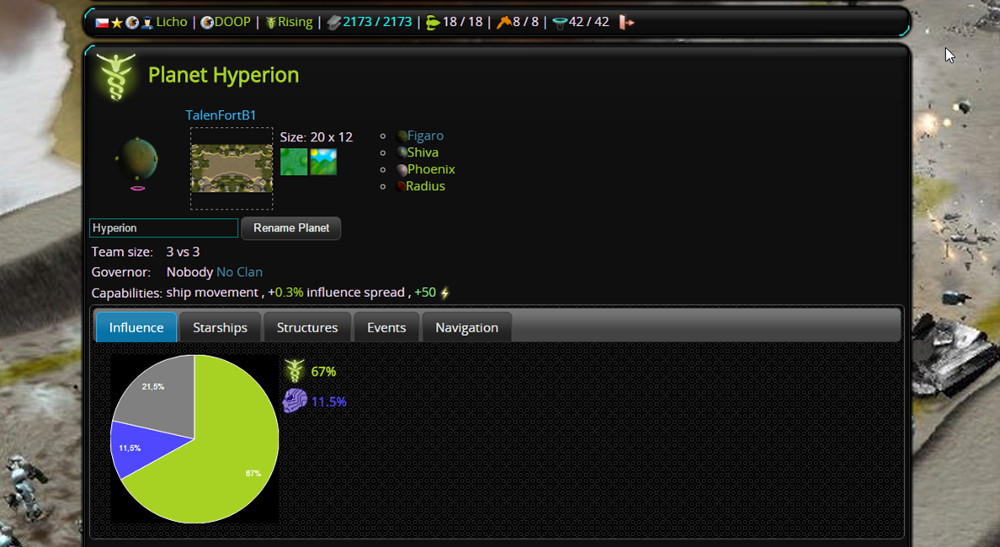 Licho | DOOP | Rising | 2173 / 2173 | 18 / 18 | 8 / 8 | 42 / 42
Planet Hyperion
TalenFortB1
Size: 20 x 12
Figaro
Shiva
Phoenix
Radius
Hyperion
Rename Planet
Team size: 3 vs 3
Governor: Nobody No Clan
Capabilities: ship movement , +0.3% influence spread , +50
Influence
Starships
Structures
Events
Navigation
67%
11.5%
21,5%
11,5%
67%